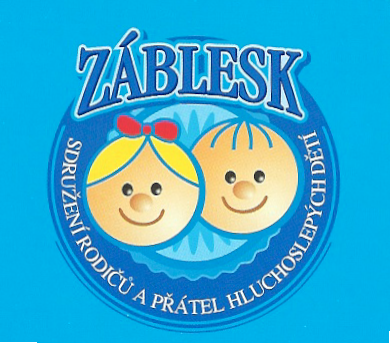 ZÁBLESK
SDRUŽENÍ RODIČŮ A PŘÁTEL HLUCHOSLEPÝCH DĚTÍ